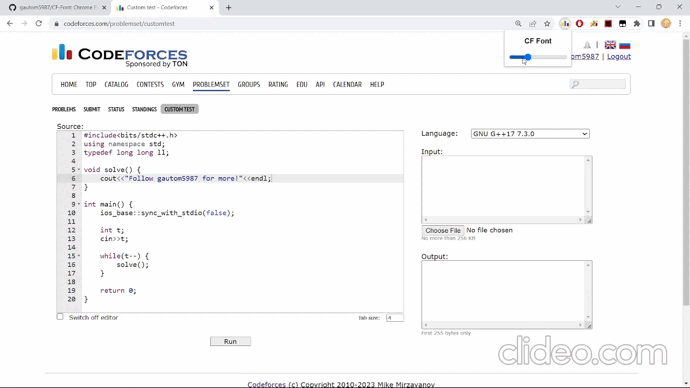 gautom5987/CF-Font: Chrome
Custom test - Codeforces
codeforces.com/problemset/customtest
CF Font
CODEFORCES
Sponsored by TON
om5987 | Logout
HOME TOP CATALOG CONTESTS GYM PROBLEMSET GROUPS RATING EDU API CALENDAR HELP
PROBLEMS SUBMIT STATUS STANDINGS CUSTOM TEST
Source:
1 #include<bits/stdc++.h>
2 using namespace std;
3 typedef long long ll;
4
5 void solve() {
6 cout<<"Follow gautom5987 for more!"<<endl;
7 }
8
9 int main() {
10 ios_base::sync_with_stdio(false);
11
12 int t;
13 cin>>t;
14
15 while(t--) {
16 solve();
17 }
18
19 return 0;
20 }
Switch off editor
Tab size: 4
Run
Language: GNU G++17 7.3.0
Input:
Choose File No file chosen
No more than 256 KB
Output:
First 255 bytes only
clideo.com
Codeforces (c) Copyright 2010-2023 Mike Mirzayanov